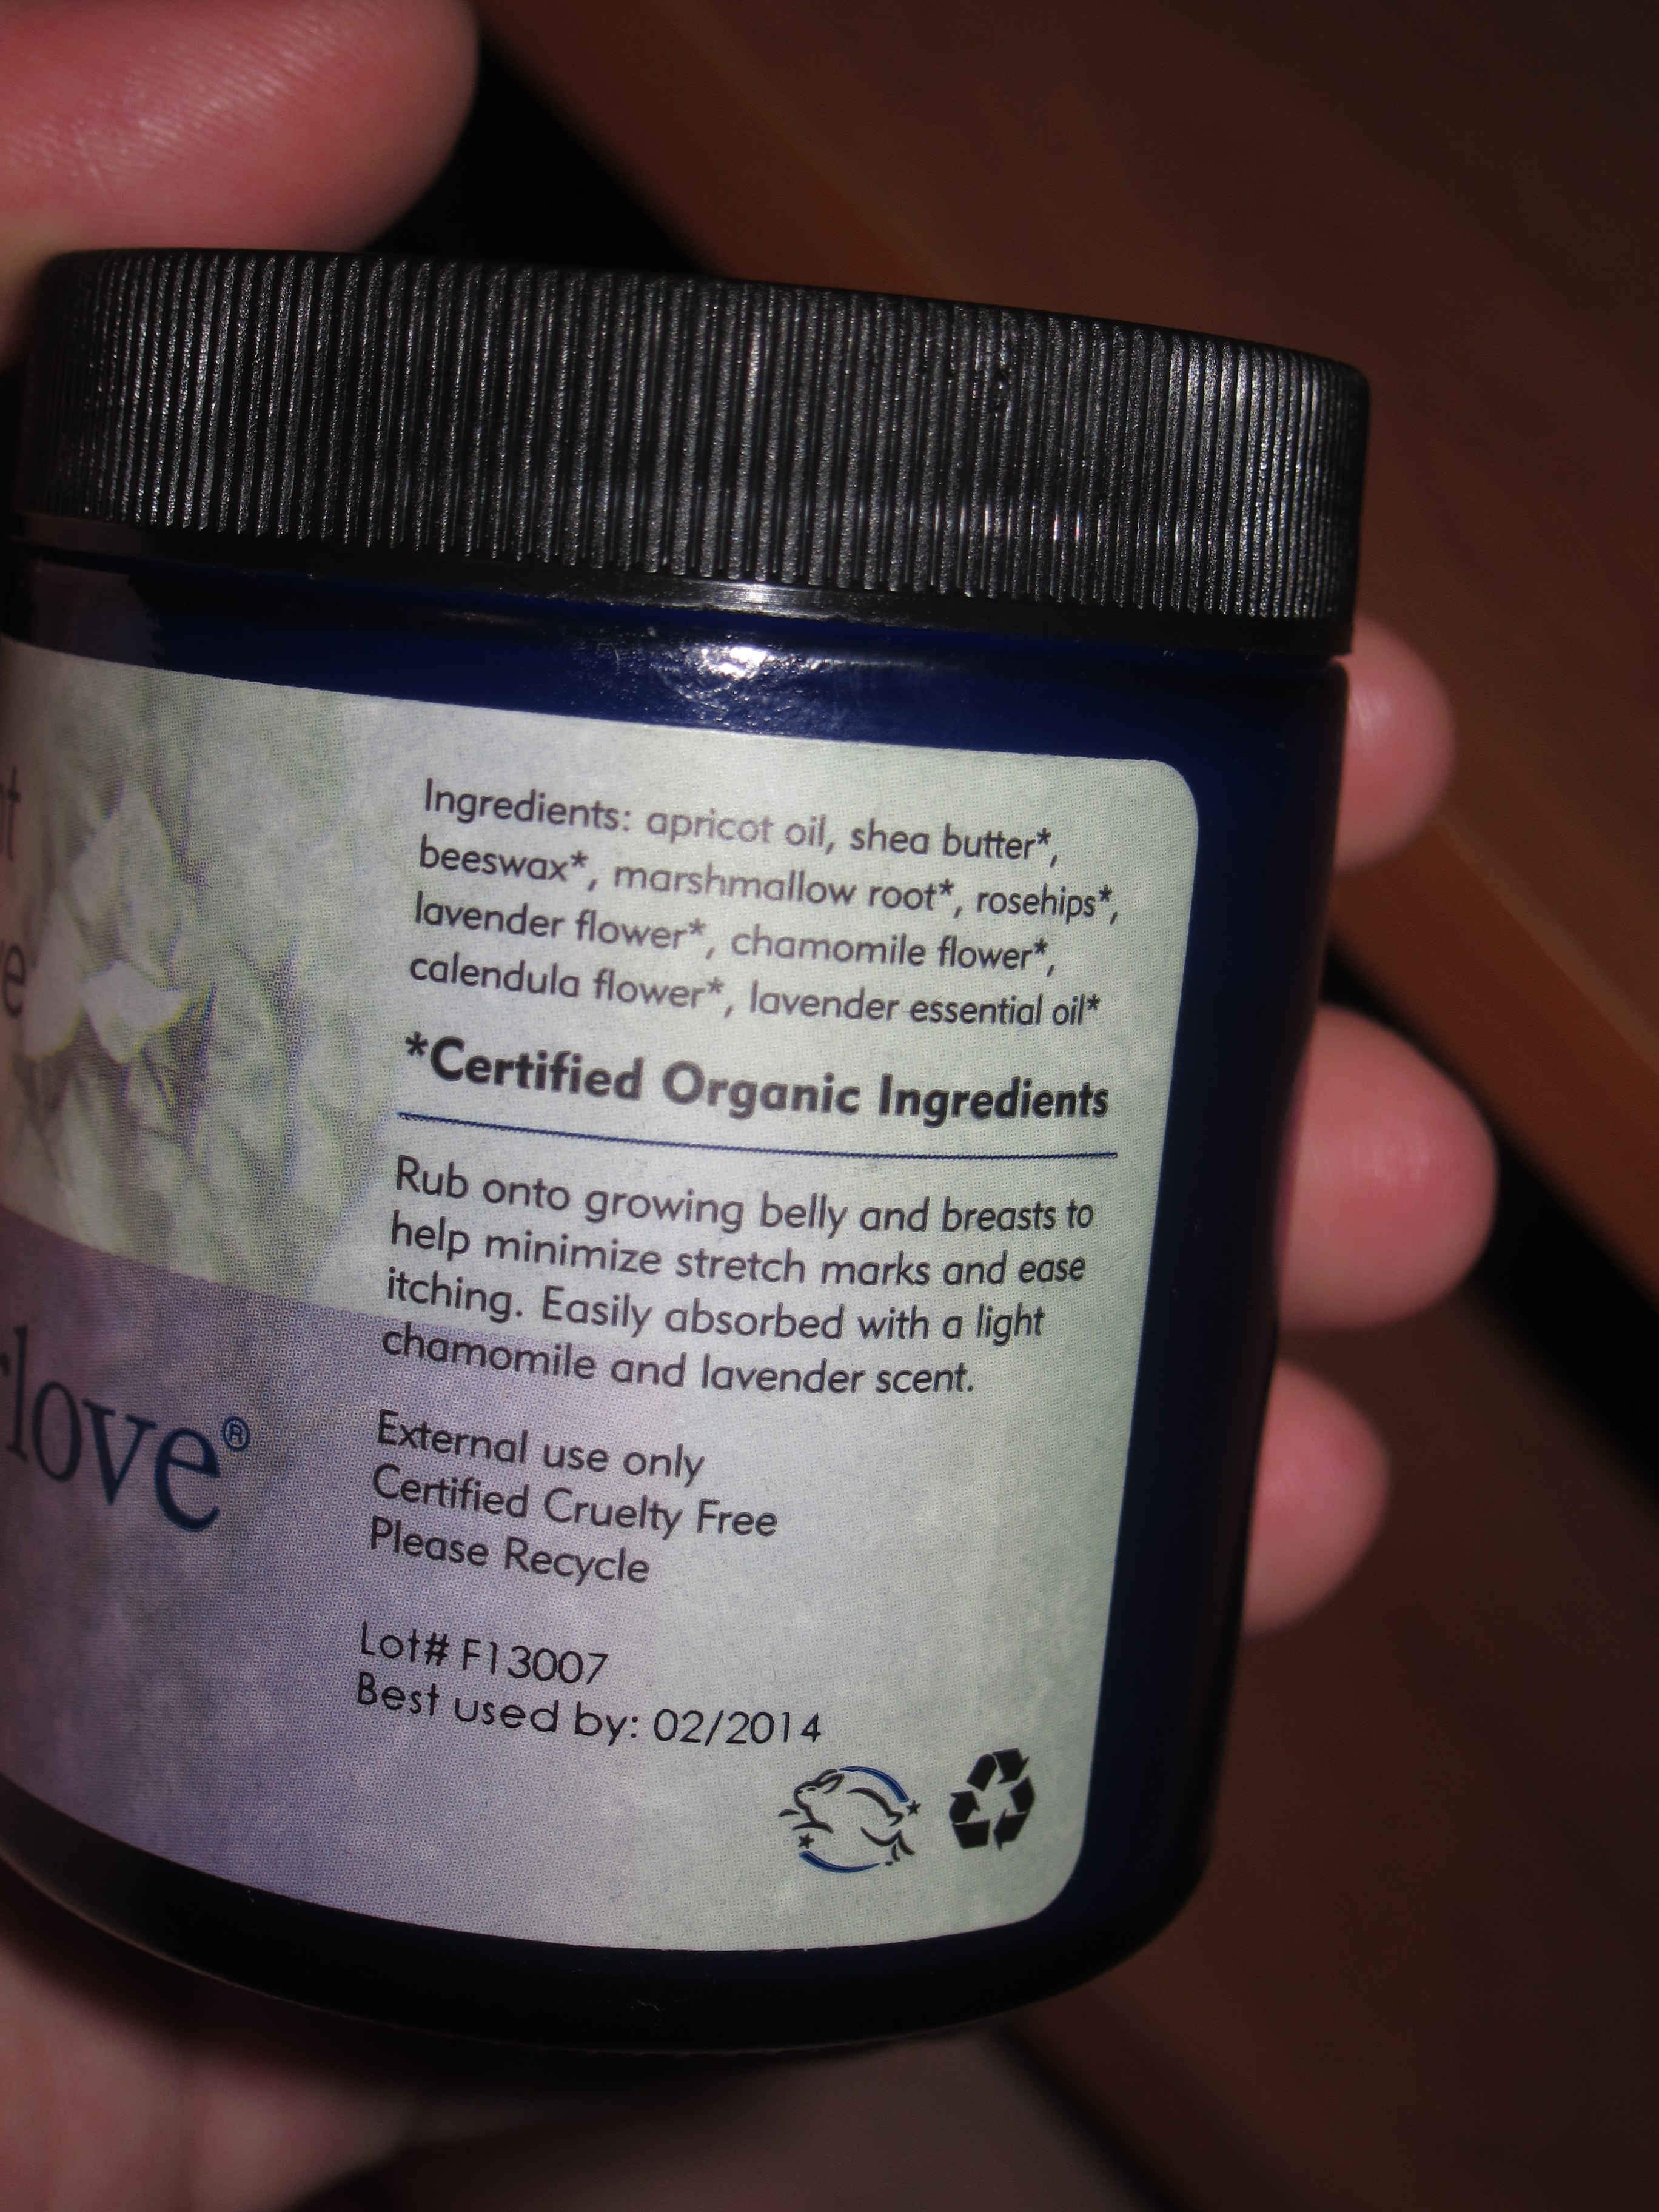 Ingredients: apricot oil, shea butter*,
beeswax*, marshmallow root*, rosehips*,
lavender flower*, chamomile flower*,
calendula flower*, lavender essential oil*
*Certified Organic Ingredients
Rub onto growing belly and breasts to
help minimize stretch marks and ease
itching. Easily absorbed with a light
chamomile and lavender scent.
External use only
Certified Cruelty Free
Please Recycle
Lot# F13007
Best used by: 02/2014
love®